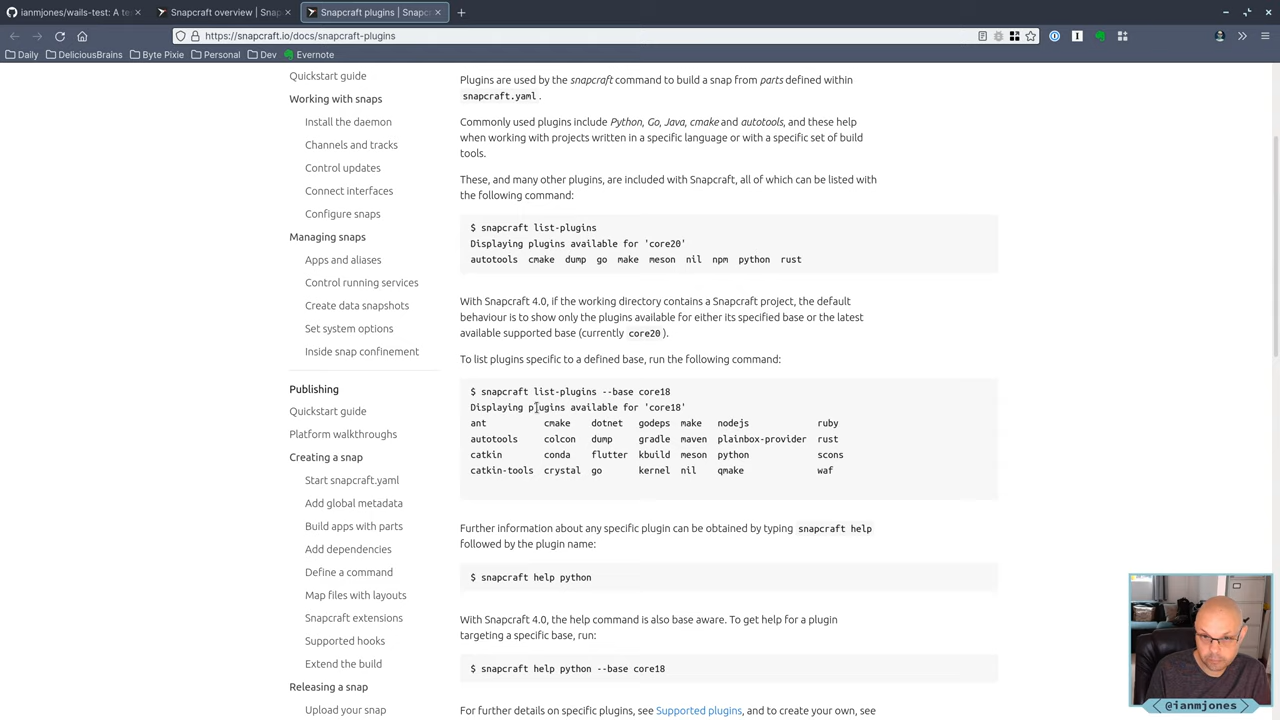 ianmjones/wails-test: A te
Snapcraft overview | Snap
Snapcraft plugins | Snapc
https://snapcraft.io/docs/snapcraft-plugins
Daily
DeliciousBrains
Byte Pixie
Personal
Dev
Evernote
Quickstart guide
Working with snaps
Install the daemon
Channels and tracks
Control updates
Connect interfaces
Configure snaps
Managing snaps
Apps and aliases
Control running services
Create data snapshots
Set system options
Inside snap confinement
Publishing
Quickstart guide
Platform walkthroughs
Creating a snap
Start snapcraft.yaml
Add global metadata
Build apps with parts
Add dependencies
Define a command
Map files with layouts
Snapcraft extensions
Supported hooks
Extend the build
Releasing a snap
Upload your snap
Plugins are used by the snapcraft command to build a snap from parts defined within
snapcraft.yaml.
Commonly used plugins include Python, Go, Java, cmake and autotools, and these help
when working with projects written in a specific language or with a specific set of build
tools.
These, and many other plugins, are included with Snapcraft, all of which can be listed with
the following command:
$ snapcraft list-plugins
Displaying plugins available for 'core20'
autotools cmake dump go make meson nil npm python rust
With Snapcraft 4.0, if the working directory contains a Snapcraft project, the default
behaviour is to show only the plugins available for either its specified base or the latest
available supported base (currently core20 ).
To list plugins specific to a defined base, run the following command:
$ snapcraft list-plugins --base core18
Displaying plugins available for 'core18'
ant cmake dotnet godeps make nodejs ruby
autotools colcon dump gradle maven plainbox-provider rust
catkin conda flutter kbuild meson python scons
catkin-tools crystal go kernel nil qmake waf
Further information about any specific plugin can be obtained by typing snapcraft help
followed by the plugin name:
$ snapcraft help python
With Snapcraft 4.0, the help command is also base aware. To get help for a plugin
targeting a specific base, run:
$ snapcraft help python --base core18
For further details on specific plugins, see Supported plugins, and to create your own, see
@ianmjones